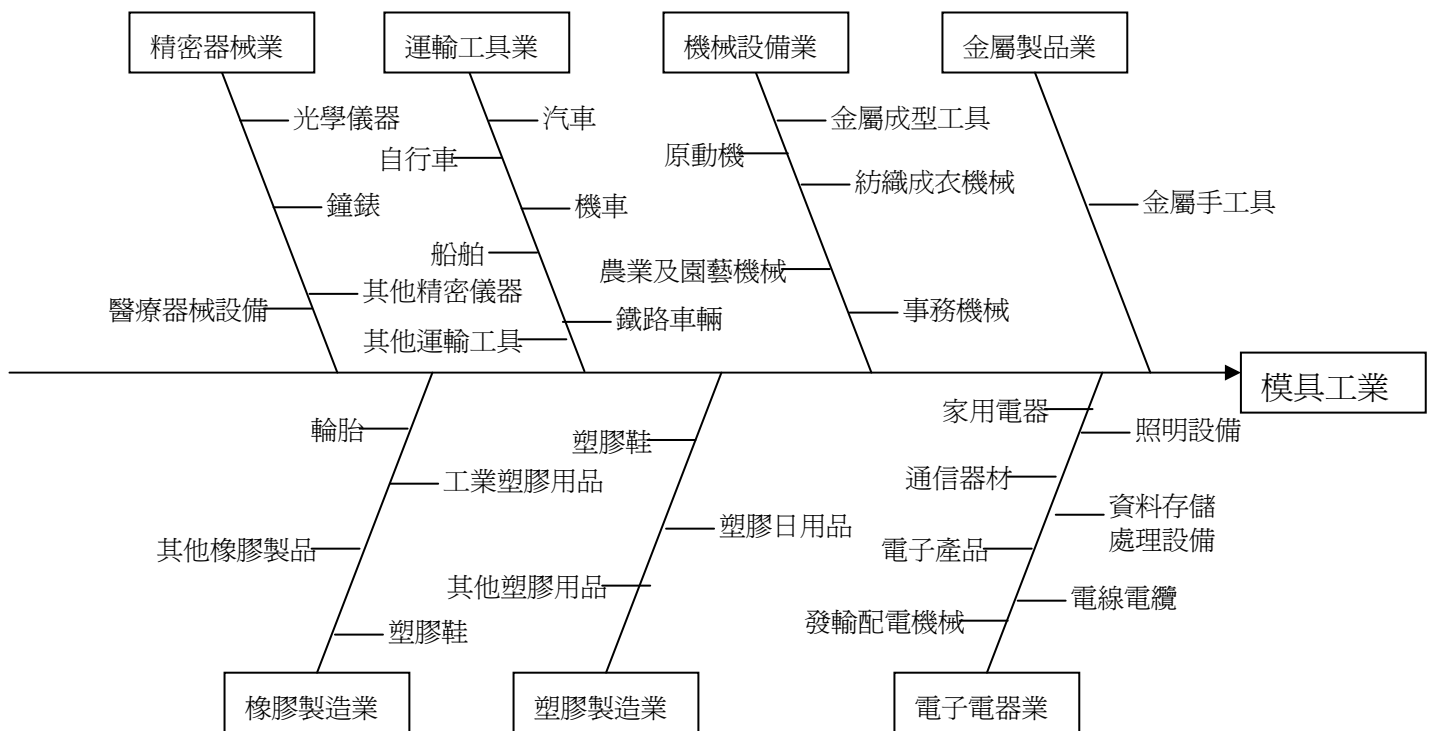 精密器械業
運輸工具業
機械設備業
金屬製品業
光學儀器
鐘錶
其他精密儀器
醫療器械設備
汽車
自行車
機車
船舶
鐵路車輛
其他運輸工具
金屬成型工具
原動機
紡織成衣機械
農業及園藝機械
事務機械
金屬手工具
模具工業
輪胎
工業塑膠用品
其他橡膠製品
塑膠鞋
塑膠鞋
塑膠日用品
其他塑膠用品
家用電器
照明設備
通信器材
資料存儲
處理設備
電子產品
電線電纜
發輸配電機械
橡膠製造業
塑膠製造業
電子電器業